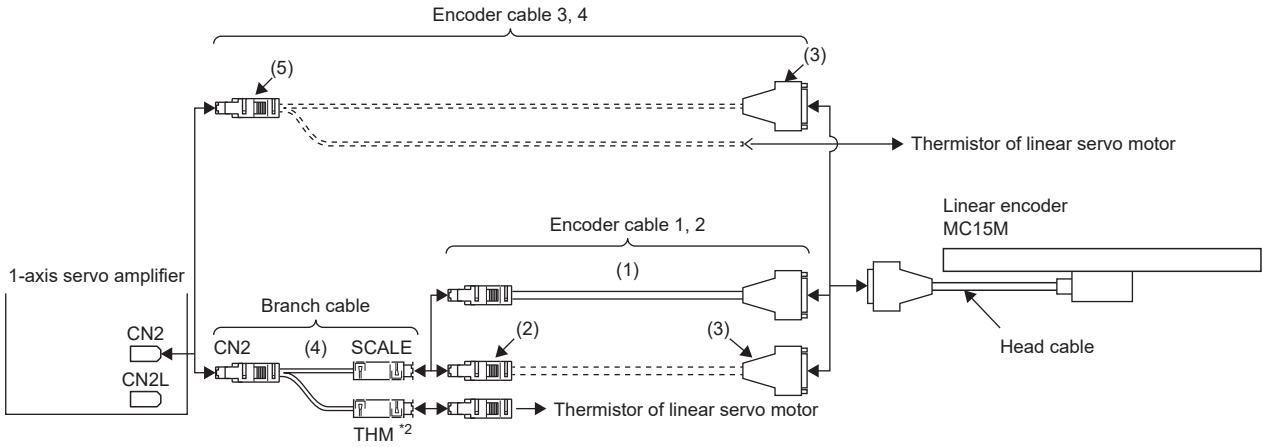 Encoder cable 3, 4
(5)
(3)
Thermistor of linear servo motor
Linear encoder
MC15M
Encoder cable 1, 2
(1)
1-axis servo amplifier
Branch cable
CN2
CN2
(4)
SCALE
(2)
(3)
Head cable
CN2L
Thermistor of linear servo motor
THM *2